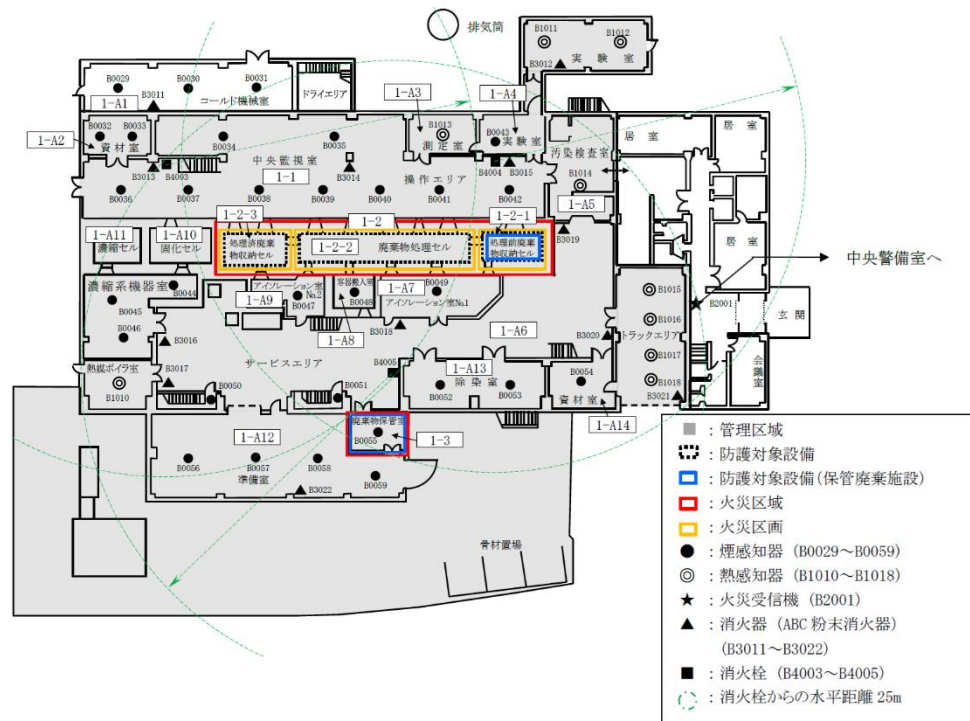 排気筒
B1011
B1012
実験室
B3012
B0029
B0030
B0031
B3011
コールド機械室
ドライエリア
1-A1
1-A3
1-A4
1-A2
B0032
B0033
資材室
B0034
B0035
B1013
測定室
B0043
実験室
汚染検査室
居室
居室
中央監視室
B3013
B4003
B3014
B4004
B3015
B1014
1-1
操作エリア
B0036
B0037
B0038
B0039
B0040
B0041
B0042
1-A5
1-2-3
1-2
1-2-1
1-A11
濃縮セル
1-A10
固化セル
処理済廃棄
物収納セル
1-2-2
廃棄物処理セル
処理前廃棄
物収納セル
B3019
居室
中央警備室へ
濃縮系機器室
B0044
1-A9
アイソレーション室
No.2
B0047
容器搬入室
B0048
1-A7
B0049
アイソレーション室No.1
B1015
B2001
玄関
B0045
B0046
1-A8
B3018
1-A6
B1016
B3016
B3020
トラックエリア
サービスエリア
熱媒ボイラ室
B3017
B4005
1-A13
除染室
B0054
B1017
会議室
B1010
B0050
B0051
B0052
B0053
資材室
B1018
B3021
1-A14
廃棄物保管室
B0055
1-3
1-A12
B0056
B0057
B0058
準備室
B3022
B0059
骨材置場
：管理区域
：防護対象設備
：防護対象設備(保管廃棄施設)
：火災区域
：火災区画
：煙感知器 (B0029～B0059)
：熱感知器 (B1010～B1018)
：火災受信機 (B2001)
：消火器 (ABC 粉末消火器)
(B3011～B3022)
：消火栓 (B4003～B4005)
：消火栓からの水平距離 25m